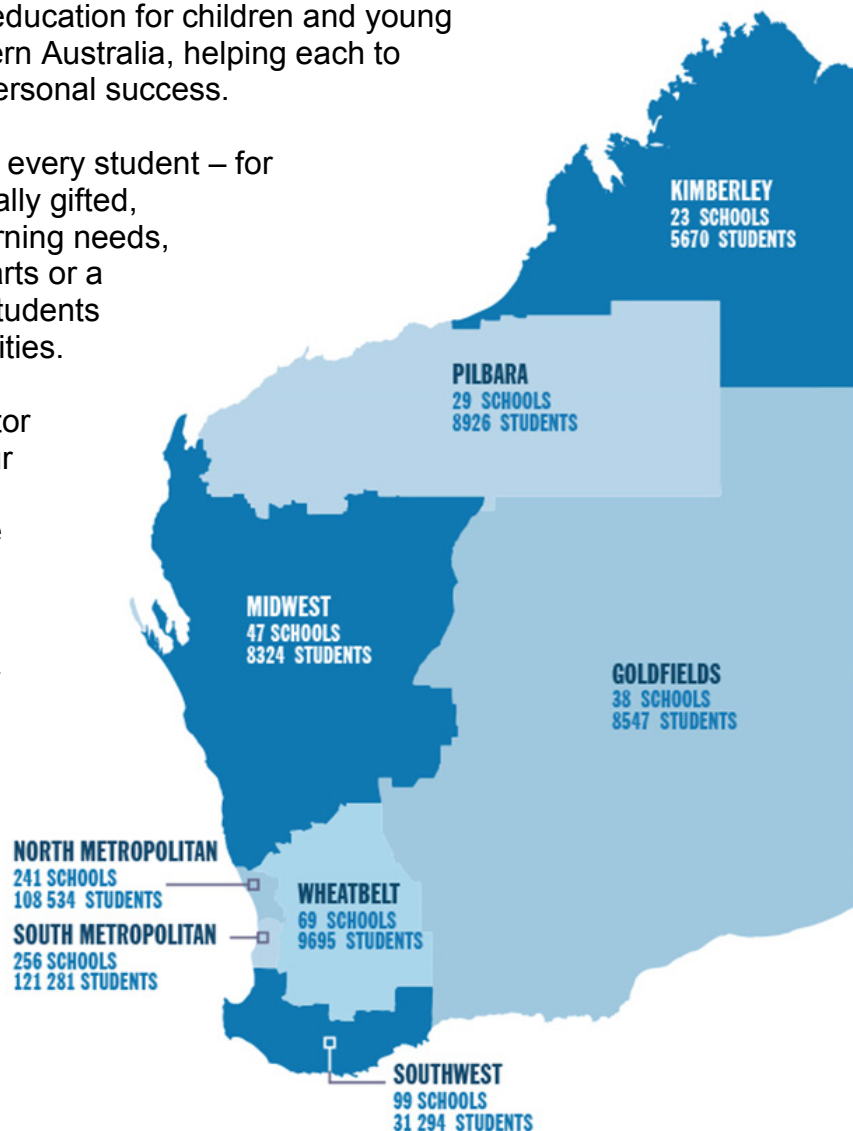 education for children and young
ern Australia, helping each to
ersonal success.
every student – for
ally gifted,
rning needs,
arts or a
tudents
ities.
tor
ur
e
KIMBERLEY
23 SCHOOLS
5670 STUDENTS
PILBARA
29 SCHOOLS
8926 STUDENTS
MIDWEST
47 SCHOOLS
8324 STUDENTS
GOLDFIELDS
38 SCHOOLS
8547 STUDENTS
NORTH METROPOLITAN
241 SCHOOLS
108 534 STUDENTS
WHEATBELT
69 SCHOOLS
9695 STUDENTS
SOUTH METROPOLITAN
256 SCHOOLS
121 281 STUDENTS
SOUTHWEST
99 SCHOOLS
31 294 STUDENTS